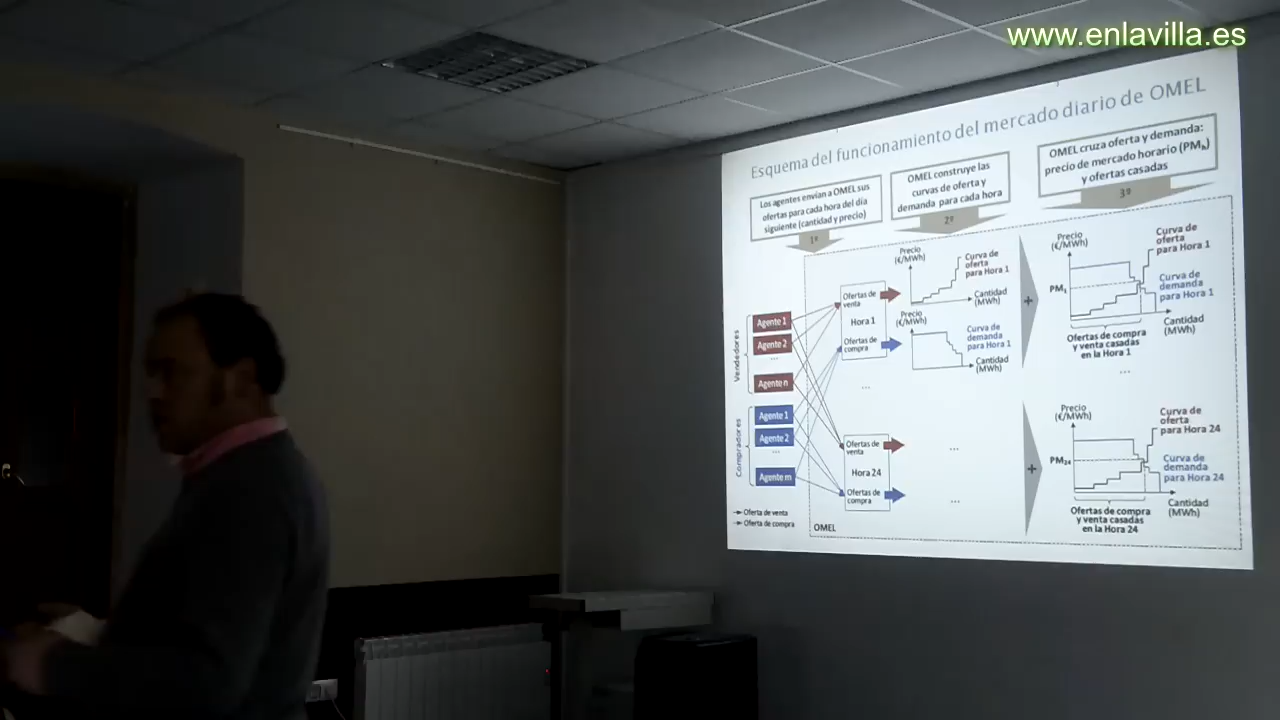 www.enlavilla.es
Esquema del funcionamiento del mercado diario de OMEL
Los agentes envían a OMEL sus
ofertas para cada hora del día
siguiente (cantidad y precio)
1º
OMEL construye las
curvas de oferta y
demanda para cada hora
2º
OMEL cruza oferta y demanda:
precio de mercado horario (PMh)
y ofertas casadas
3º
Vendedores
Agente 1
Agente 2
...
Agente n
Compradores
Agente 1
Agente 2
...
Agente m
Oferta de venta
Oferta de compra
Ofertas de
venta
Hora 1
Ofertas de
compra
...
Ofertas de
venta
Hora 24
Ofertas de
compra
OMEL
Precio
(€/MWh)
Curva de
oferta
para Hora 1
Cantidad
(MWh)
Precio
(€/MWh)
Curva de
demanda
para Hora 1
Cantidad
(MWh)
...
...
+
+
Precio
(€/MWh)
Curva de
oferta
para Hora 1
PM1
Curva de
demanda
para Hora 1
Cantidad
(MWh)
Ofertas de compra
y venta casadas
en la Hora 1
...
Precio
(€/MWh)
Curva de
oferta
para Hora 24
PM24
Curva de
demanda
para Hora 24
Cantidad
(MWh)
Ofertas de compra
y venta casadas
en la Hora 24